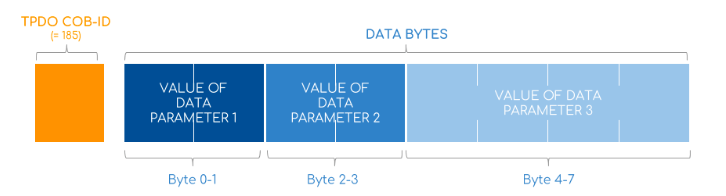 TPDO COB-ID
(= 185)
DATA BYTES
VALUE OF
DATA
PARAMETER 1
VALUE OF
DATA
PARAMETER 2
VALUE OF DATA
PARAMETER 3
Byte 0-1
Byte 2-3
Byte 4-7